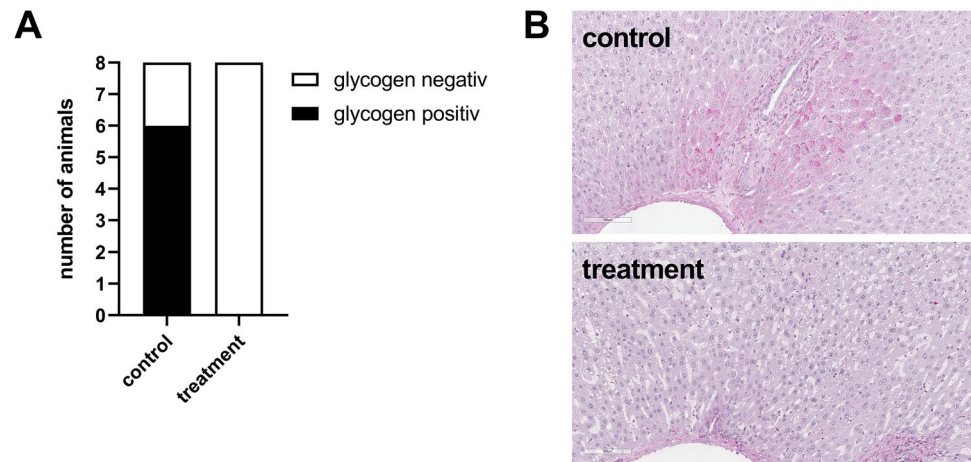 A
8
7
6
5
4
3
2
1
0
number of animals
control
treatment
glycogen negativ
glycogen positiv
B
control
treatment